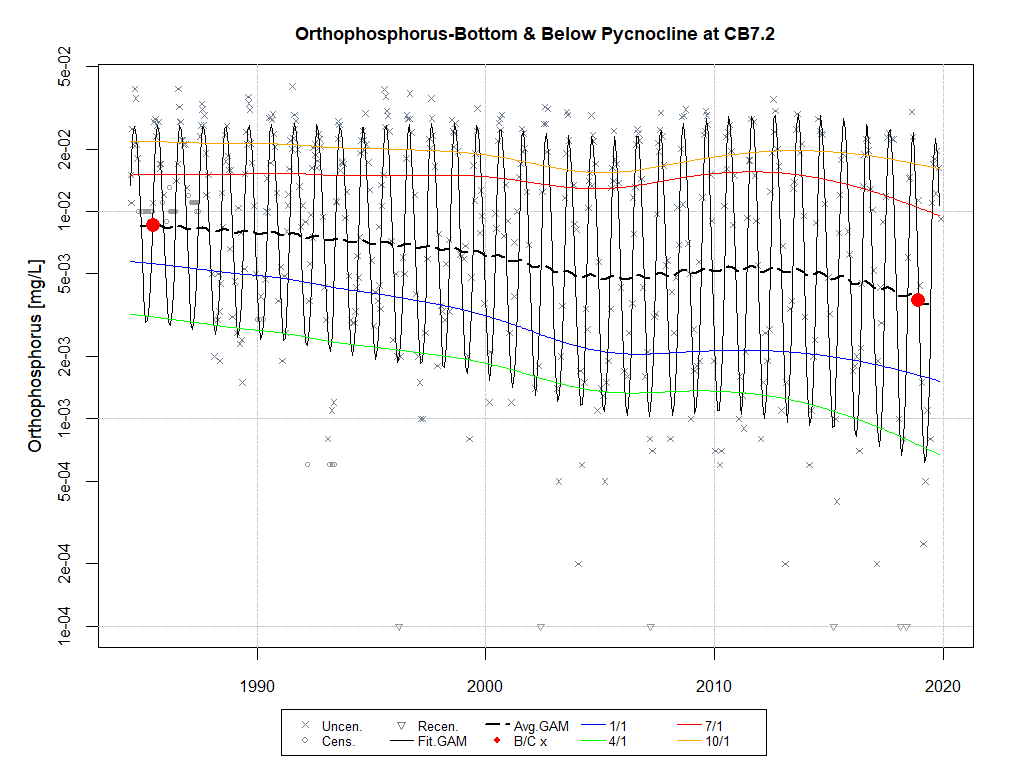 Orthophosphorus-Bottom & Below Pycnocline at CB7.2
Orthophosphorus [mg/L]
5e-02
2e-02
1e-02
5e-03
2e-03
1e-03
5e-04
2e-04
1e-04
1990 2000 2010 2020
Uncen. Recen. Avg.GAM 1/1 7/1
Cens. Fit.GAM B/C x 4/1 10/1